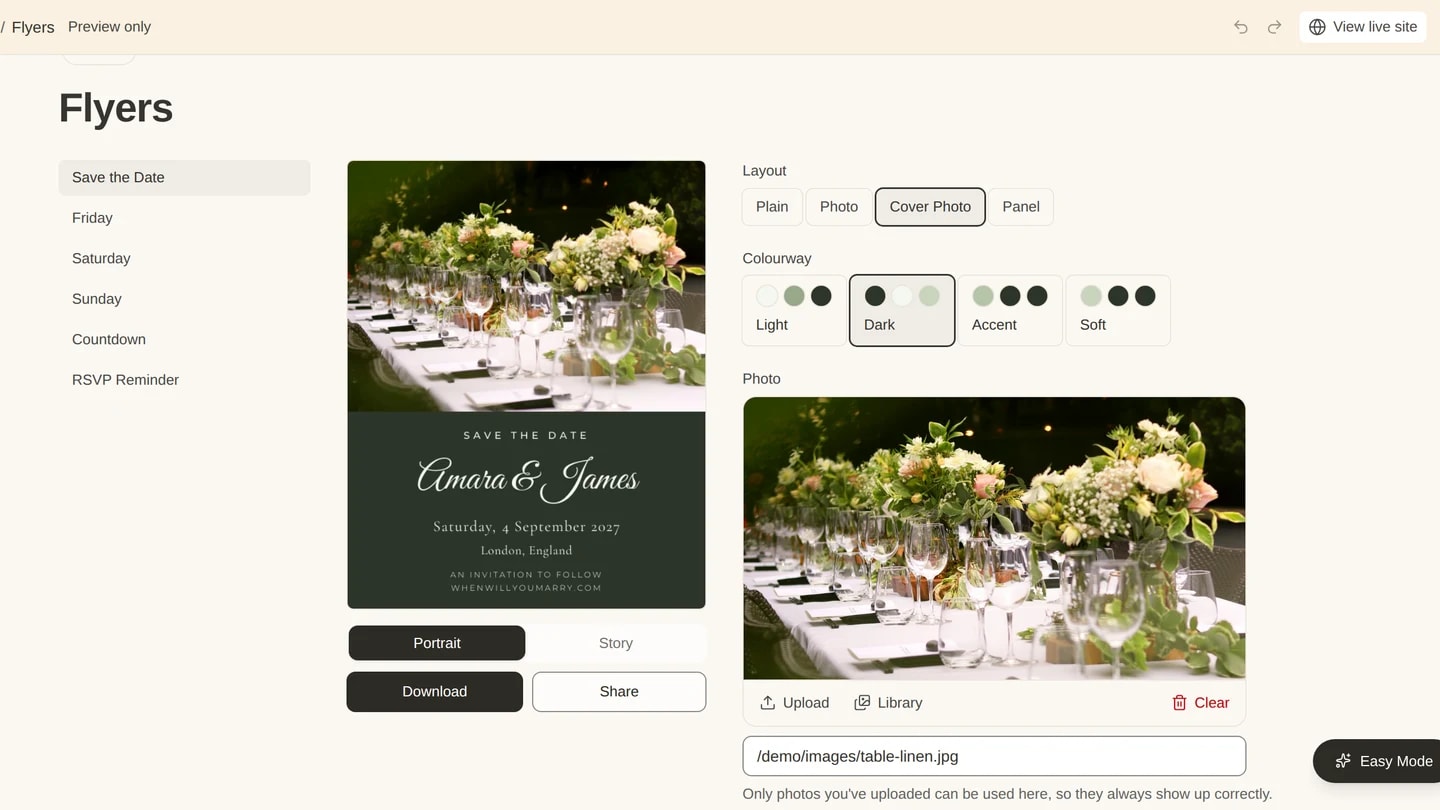 / Flyers Preview only
View live site
Flyers
Save the Date
Friday
Saturday
Sunday
Countdown
RSVP Reminder
SAVE THE DATE
Amara & James
Saturday, 4 September 2027
London, England
AN INVITATION TO FOLLOW
WHENWILLYOUMARRY.COM
Portrait Story
Download Share
Layout
Plain Photo Cover Photo Panel
Colourway
Light Dark Accent Soft
Photo
Upload Library Clear
/demo/images/table-linen.jpg
Only photos you've uploaded can be used here, so they always show up correctly.
Easy Mode